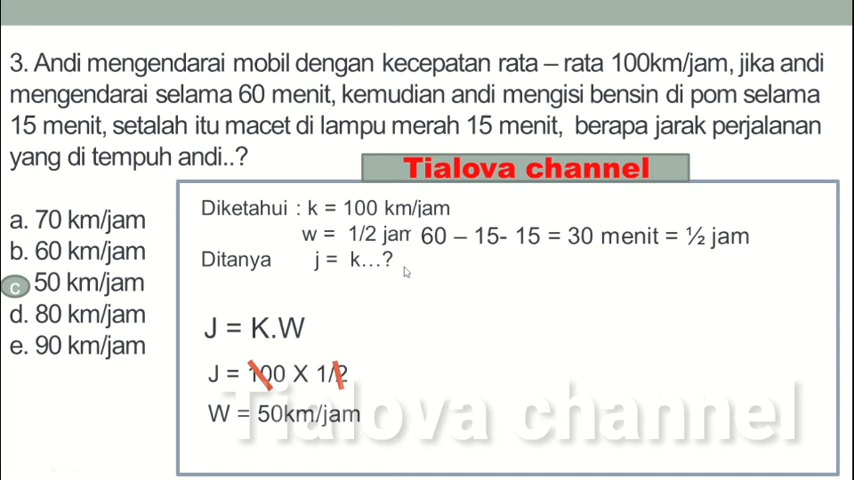 3. Andi mengendarai mobil dengan kecepatan rata – rata 100km/jam, jika andi
mengendarai selama 60 menit, kemudian andi mengisi bensin di pom selama
15 menit, setalah itu macet di lampu merah 15 menit, berapa jarak perjalanan
yang di tempuh andi..?
Tialova channel
a. 70 km/jam
b. 60 km/jam
c 50 km/jam
d. 80 km/jam
e. 90 km/jam
Diketahui : k = 100 km/jam
w = 1/2 jam 60 – 15- 15 = 30 menit = ½ jam
Ditanya j = k...?
J = K.W
J = 100 X 1/2
W = 50km/jam
Tialova channel